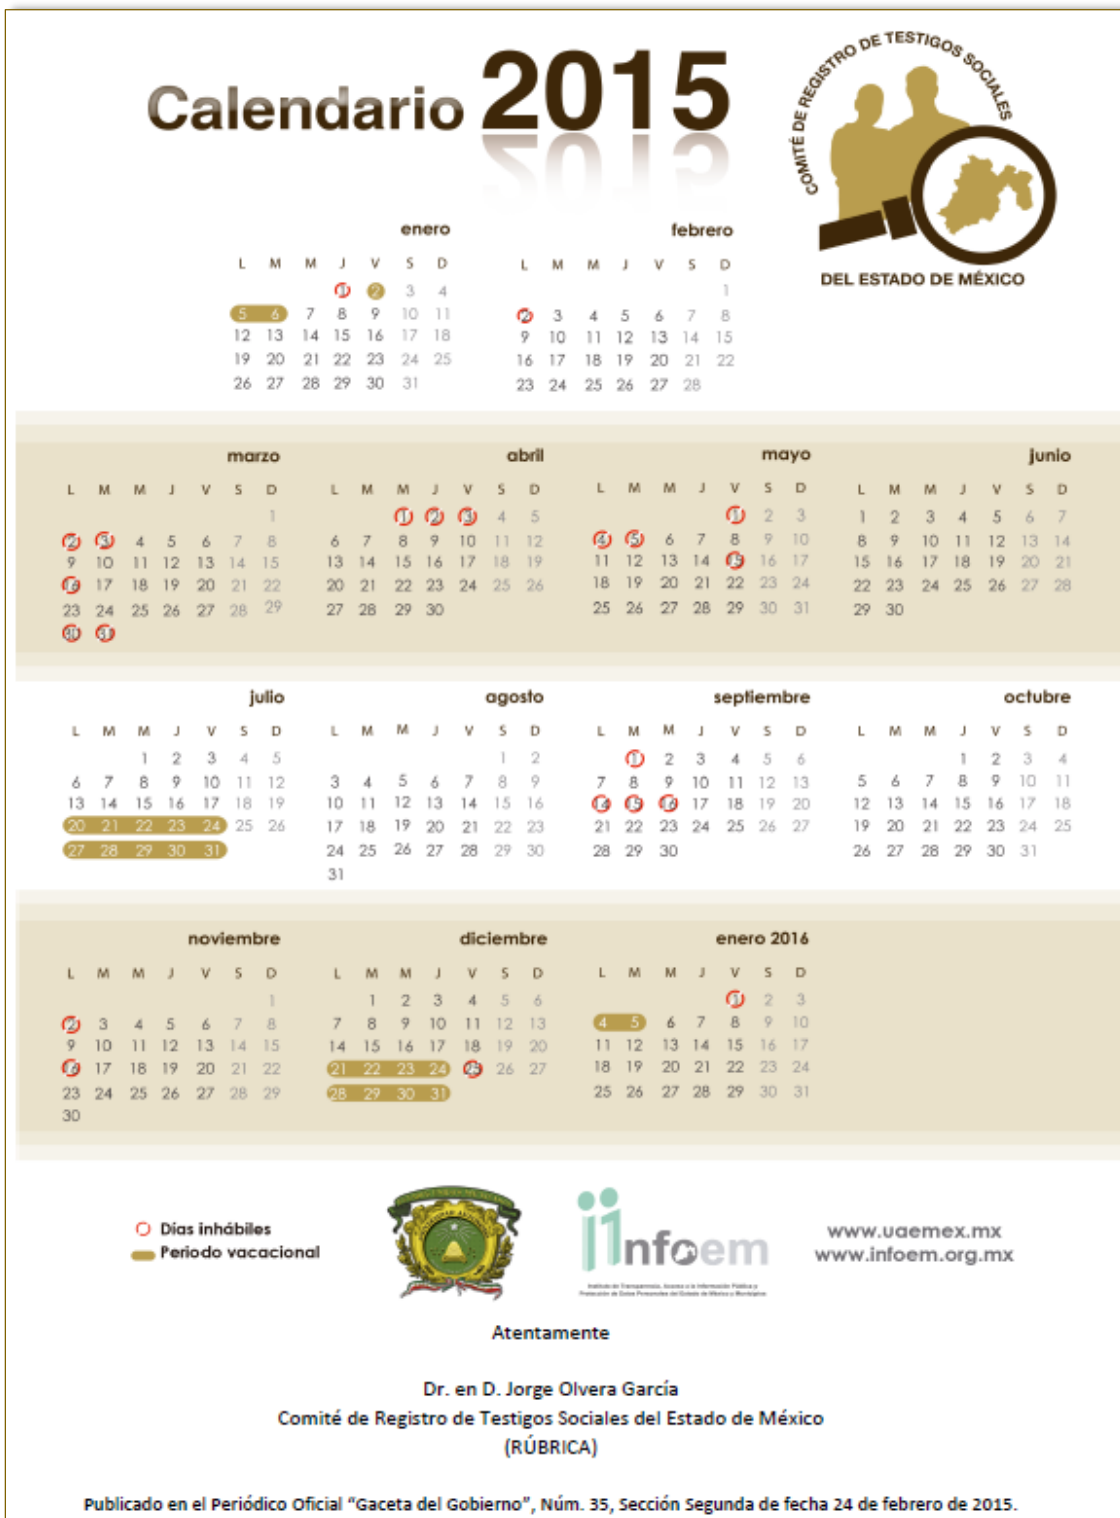 Calendario 2015
COMITÉ DE REGISTRO DE TESTIGOS SOCIALES
DEL ESTADO DE MÉXICO
enero
L M M J V S D
1 2 3 4
5 6 7 8 9 10 11
12 13 14 15 16 17 18
19 20 21 22 23 24 25
26 27 28 29 30 31
febrero
L M M J V S D
1
2 3 4 5 6 7 8
9 10 11 12 13 14 15
16 17 18 19 20 21 22
23 24 25 26 27 28
marzo
L M M J V S D
1
2 3 4 5 6 7 8
9 10 11 12 13 14 15
16 17 18 19 20 21 22
23 24 25 26 27 28 29
30 31
abril
L M M J V S D
1 2 3 4 5
6 7 8 9 10 11 12
13 14 15 16 17 18 19
20 21 22 23 24 25 26
27 28 29 30
mayo
L M M J V S D
1 2 3
4 5 6 7 8 9 10
11 12 13 14 15 16 17
18 19 20 21 22 23 24
25 26 27 28 29 30 31
junio
L M M J V S D
1 2 3 4 5 6 7
8 9 10 11 12 13 14
15 16 17 18 19 20 21
22 23 24 25 26 27 28
29 30
julio
L M M J V S D
1 2 3 4 5
6 7 8 9 10 11 12
13 14 15 16 17 18 19
20 21 22 23 24 25 26
27 28 29 30 31
agosto
L M M J V S D
1 2
3 4 5 6 7 8 9
10 11 12 13 14 15 16
17 18 19 20 21 22 23
24 25 26 27 28 29 30
31
septiembre
L M M J V S D
1 2 3 4 5 6
7 8 9 10 11 12 13
14 15 16 17 18 19 20
21 22 23 24 25 26 27
28 29 30
octubre
L M M J V S D
1 2 3 4
5 6 7 8 9 10 11
12 13 14 15 16 17 18
19 20 21 22 23 24 25
26 27 28 29 30 31
noviembre
L M M J V S D
1
2 3 4 5 6 7 8
9 10 11 12 13 14 15
16 17 18 19 20 21 22
23 24 25 26 27 28 29
30
diciembre
L M M J V S D
1 2 3 4 5 6
7 8 9 10 11 12 13
14 15 16 17 18 19 20
21 22 23 24 25 26 27
28 29 30 31
enero 2016
L M M J V S D
1 2 3
4 5 6 7 8 9 10
11 12 13 14 15 16 17
18 19 20 21 22 23 24
25 26 27 28 29 30 31
Días inhábiles
Periodo vacacional
infoem
Instituto de Transparencia, Acceso a la Información Pública y
Protección de Datos Personales del Estado de México y Municipios
www.uaemex.mx
www.infoem.org.mx
Atentamente
Dr. en D. Jorge Olvera García
Comité de Registro de Testigos Sociales del Estado de México
(RÚBRICA)
Publicado en el Periódico Oficial “Gaceta del Gobierno”, Núm. 35, Sección Segunda de fecha 24 de febrero de 2015.